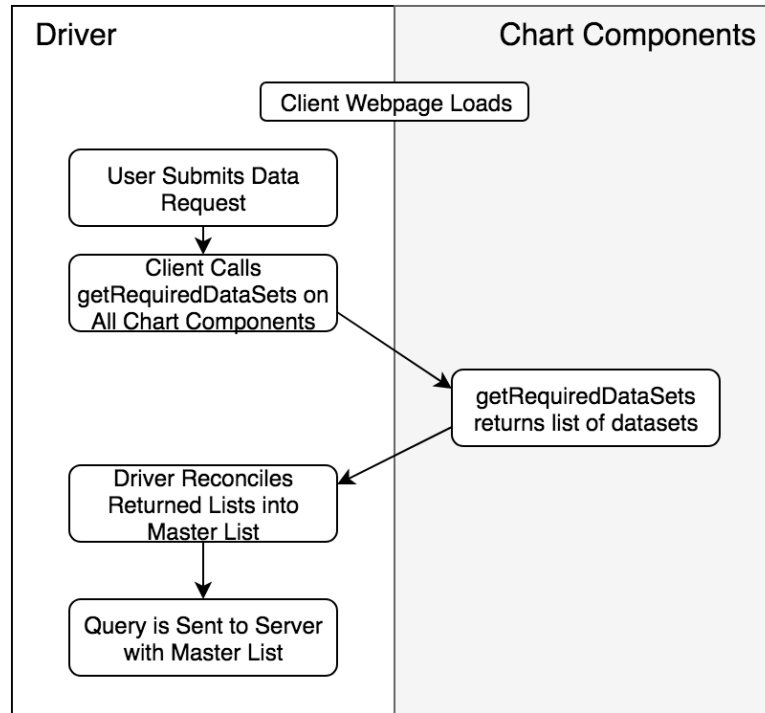 Driver
Chart Components
Client Webpage Loads
User Submits Data
Request
Client Calls
getRequiredDataSets on
All Chart Components
getRequiredDataSets
returns list of datasets
Driver Reconciles
Returned Lists into
Master List
Query is Sent to Server
with Master List